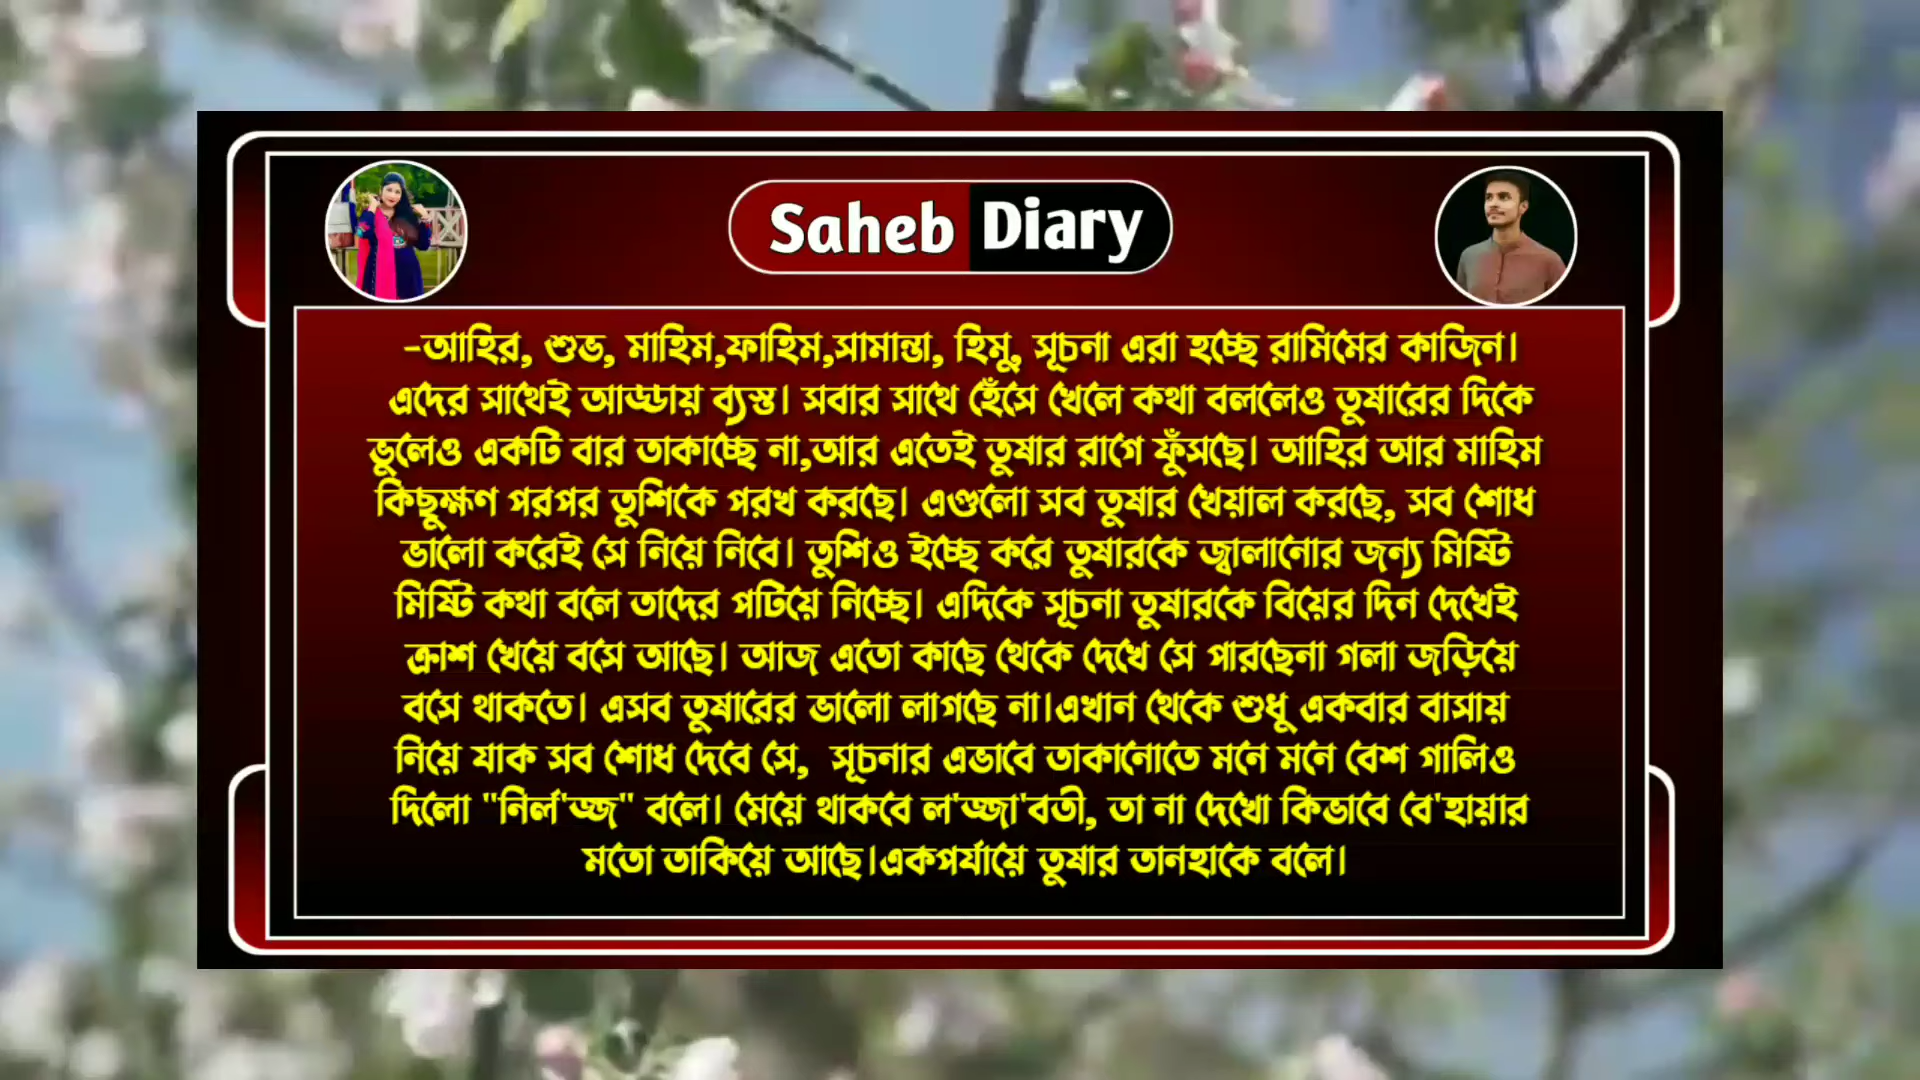 Saheb Diary
-আহির, শুভ, মাহিম,ফাহিম,সামান্তা, হিমু, সূচনা এরা হচ্ছে রামিমের কাজিন।
এদের সাথেই আড্ডায় ব্যস্ত। সবার সাথে হেঁসে খেলে কথা বললেও তুষারের দিকে
ভুলেও একটি বার তাকাচ্ছে না,আর এতেই তুষার রাগে ফুঁসছে। আহির আর মাহিম
কিছুক্ষণ পরপর তুশিকে পরখ করছে। এগুলো সব তুষার খেয়াল করছে, সব শোধ
ভালো করেই সে নিয়ে নিবে। তুশিও ইচ্ছে করে তুষারকে জ্বালানোর জন্য মিষ্টি
মিষ্টি কথা বলে তাদের পটিয়ে নিচ্ছে। এদিকে সূচনা তুষারকে বিয়ের দিন দেখেই
ক্রাশ খেয়ে বসে আছে। আজ এতো কাছে থেকে দেখে সে পারছেনা গলা জড়িয়ে
বসে থাকতে। এসব তুষারের ভালো লাগছে না।এখান থেকে শুধু একবার বাসায়
নিয়ে যাক সব শোধ দেবে সে, সূচনার এভাবে তাকানোতে মনে মনে বেশ গালিও
দিলো "নির্ল'জ্জ" বলে। মেয়ে থাকবে ল'জ্জা'বতী, তা না দেখো কিভাবে বে'হায়ার
মতো তাকিয়ে আছে।একপর্যায়ে তুষার তানহাকে বলে।